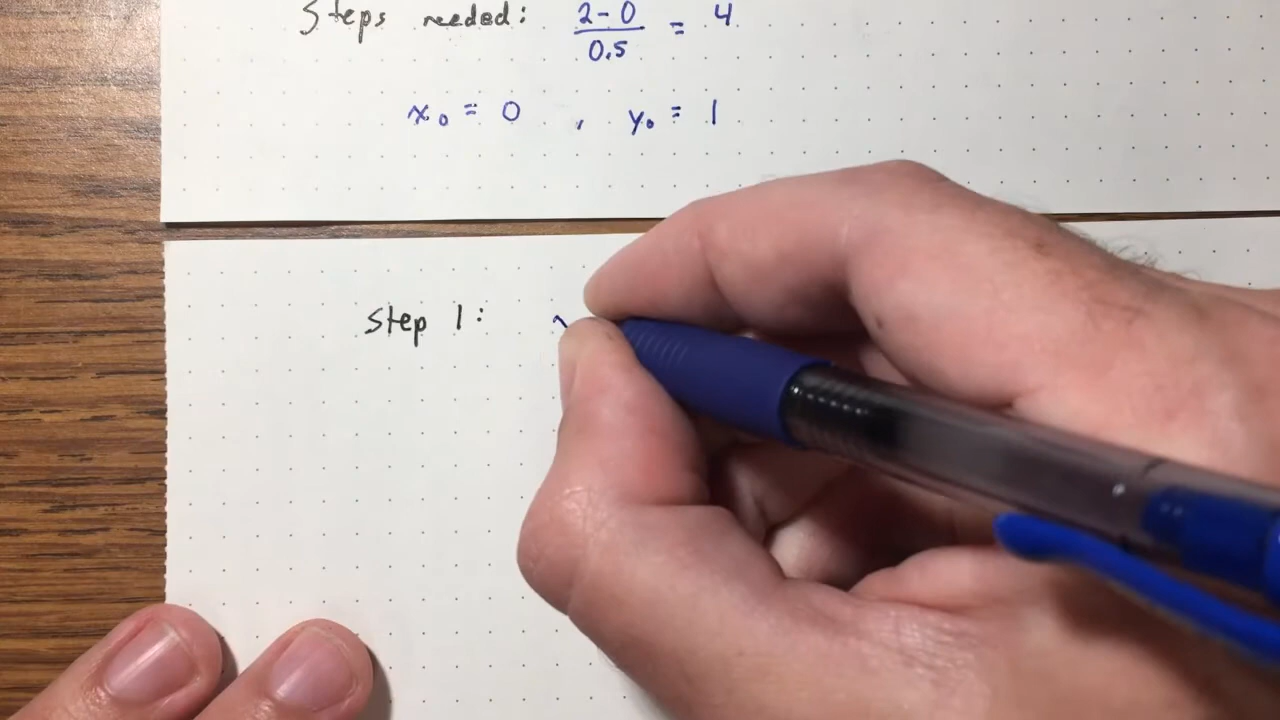 Steps needed: 2-0 / 0.5 = 4
x₀ = 0 , y₀ = 1
Step 1: